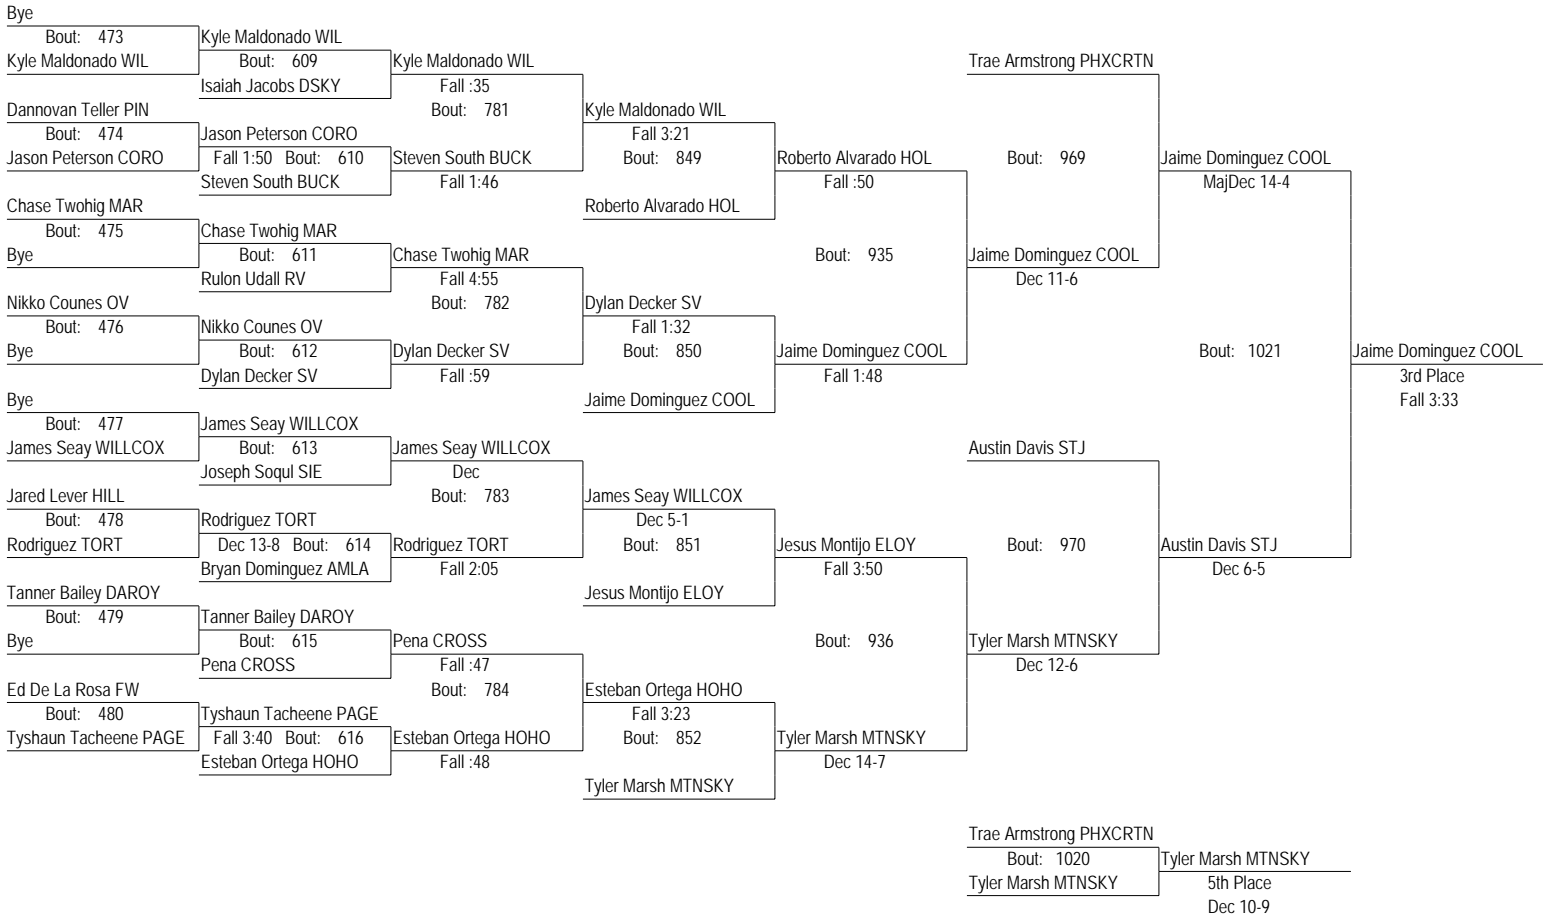 Bye
Bout: 473
Kyle Maldonado WIL
Kyle Maldonado WIL
Bout: 609
Isaiah Jacobs DSKY
Kyle Maldonado WIL
Fall :35
Bout: 781
Dannovan Teller PIN
Bout: 474
Jason Peterson CORO
Jason Peterson CORO
Fall 1:50 Bout: 610
Steven South BUCK
Steven South BUCK
Fall 1:46
Kyle Maldonado WIL
Fall 3:21
Bout: 849
Roberto Alvarado HOL
Chase Twohig MAR
Bout: 475
Bye
Chase Twohig MAR
Bout: 611
Rulon Udall RV
Chase Twohig MAR
Fall 4:55
Bout: 782
Nikko Counes OV
Bout: 476
Bye
Nikko Counes OV
Bout: 612
Dylan Decker SV
Dylan Decker SV
Fall :59
Dylan Decker SV
Fall 1:32
Bout: 850
Jaime Dominguez COOL
Roberto Alvarado HOL
Fall :50
Bout: 935
Jaime Dominguez COOL
Fall 1:48
Trae Armstrong PHXCRTN
Bout: 969
Jaime Dominguez COOL
Dec 11-6
Jaime Dominguez COOL
MajDec 14-4
Bout: 1021
Jaime Dominguez COOL
3rd Place
Fall 3:33
Bye
Bout: 477
James Seay WILLCOX
James Seay WILLCOX
Bout: 613
Joseph Soqul SIE
James Seay WILLCOX
Dec
Bout: 783
Jared Lever HILL
Bout: 478
Rodriguez TORT
Rodriguez TORT
Dec 13-8 Bout: 614
Bryan Dominguez AMLA
Rodriguez TORT
Fall 2:05
James Seay WILLCOX
Dec 5-1
Bout: 851
Jesus Montijo ELOY
Tanner Bailey DAROY
Bout: 479
Bye
Tanner Bailey DAROY
Bout: 615
Pena CROSS
Pena CROSS
Fall :47
Bout: 784
Ed De La Rosa FW
Bout: 480
Tyshaun Tacheene PAGE
Tyshaun Tacheene PAGE
Fall 3:40 Bout: 616
Esteban Ortega HOHO
Esteban Ortega HOHO
Fall :48
Esteban Ortega HOHO
Fall 3:23
Bout: 852
Tyler Marsh MTNSKY
Jesus Montijo ELOY
Fall 3:50
Bout: 936
Tyler Marsh MTNSKY
Dec 14-7
Austin Davis STJ
Bout: 970
Tyler Marsh MTNSKY
Dec 12-6
Austin Davis STJ
Dec 6-5
Trae Armstrong PHXCRTN
Bout: 1020
Tyler Marsh MTNSKY
Tyler Marsh MTNSKY
5th Place
Dec 10-9